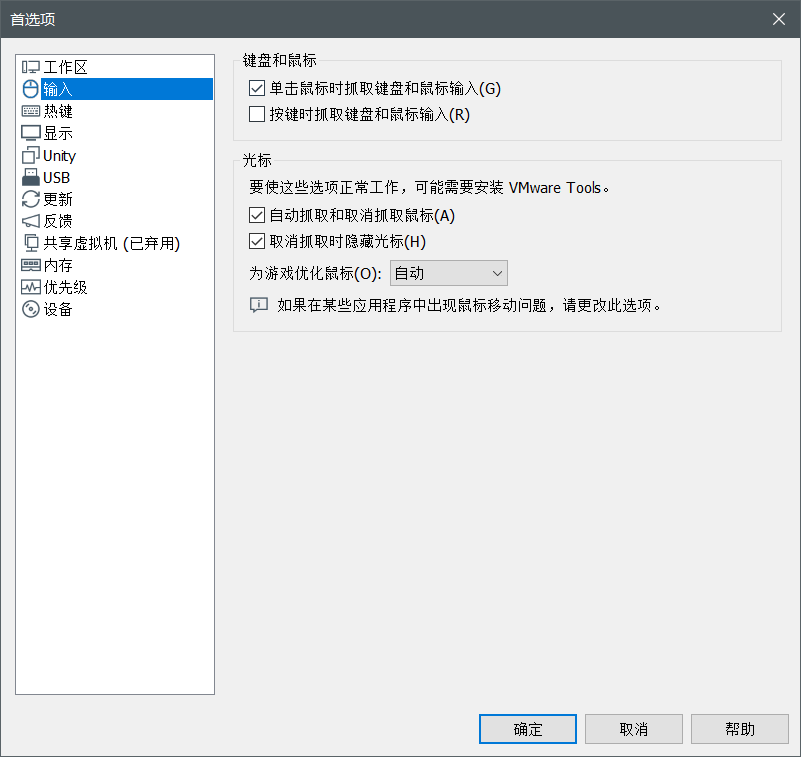 首选项
工作区
输入
热键
显示
Unity
USB
更新
反馈
共享虚拟机 (已弃用)
内存
优先级
设备
键盘和鼠标
单击鼠标时抓取键盘和鼠标输入(G)
按键时抓取键盘和鼠标输入(R)
光标
要使这些选项正常工作，可能需要安装 VMware Tools。
自动抓取和取消抓取鼠标(A)
取消抓取时隐藏光标(H)
为游戏优化鼠标(O): 自动
如果在某些应用程序中出现鼠标移动问题，请更改此选项。
确定 取消 帮助